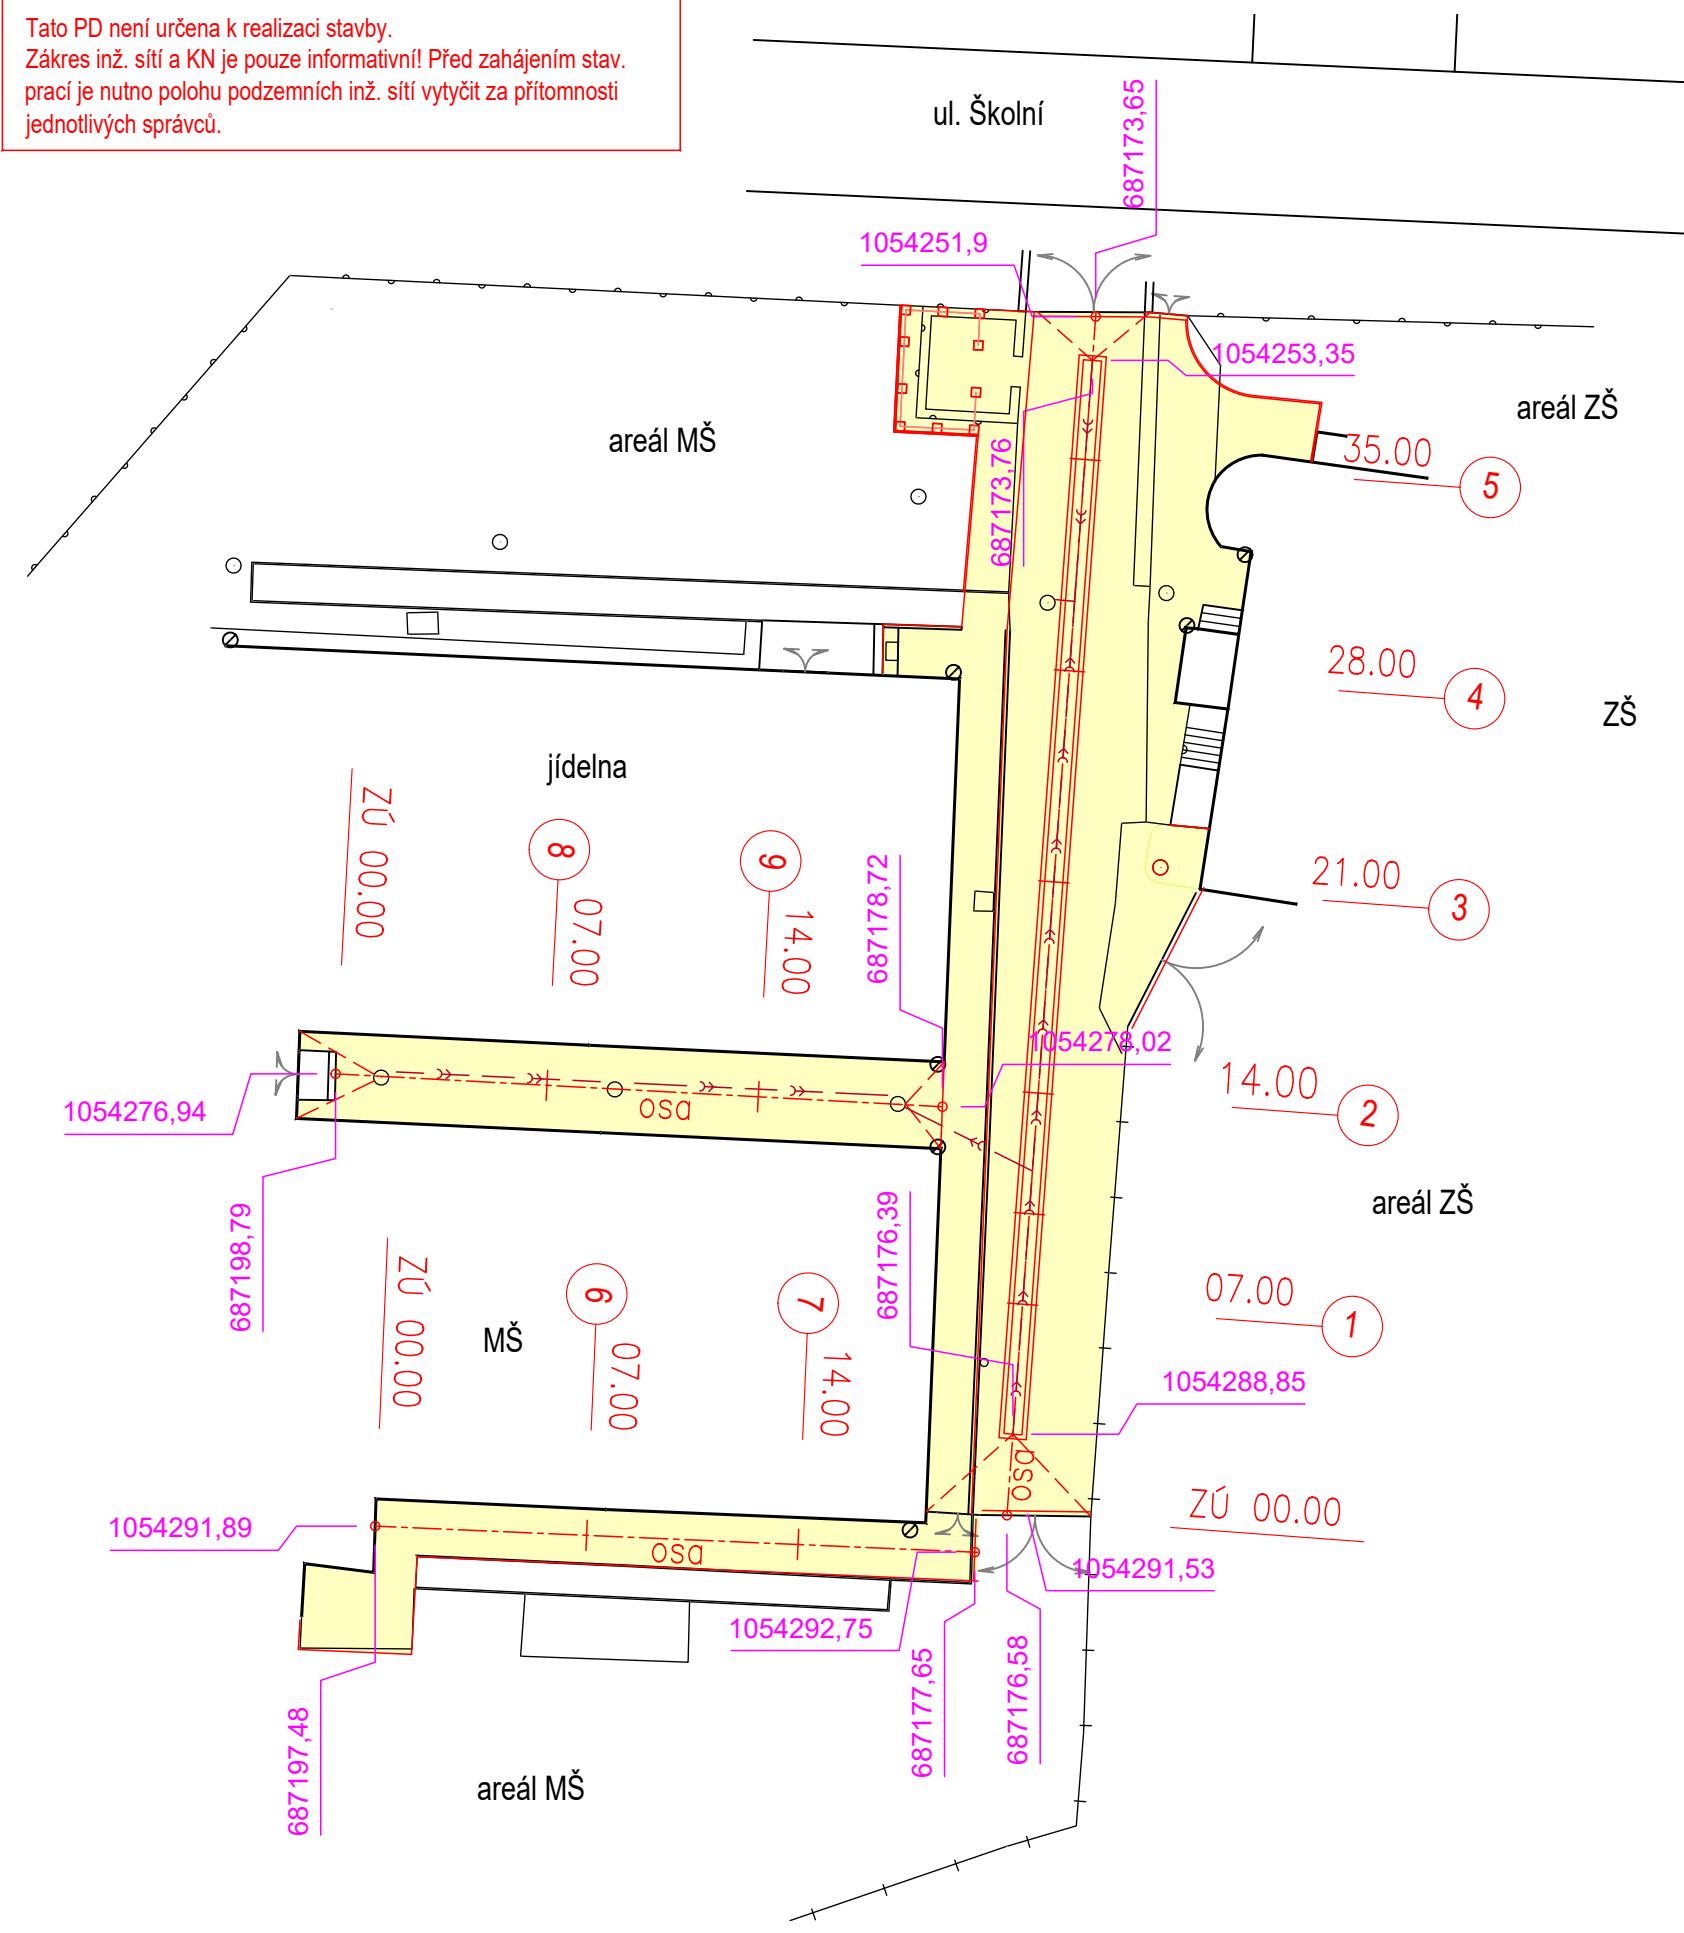 Tato PD není určena k realizaci stavby.
Zákres inž. sítí a KN je pouze informativní! Před zahájením stav.
prací je nutno polohu podzemních inž. sítí vytyčit za přítomnosti
jednotlivých správců.
ul. Školní
687173,65
1054251,9
1054253,35
areál ZŠ
areál MŠ
35.00
5
687173,76
28.00
4
ZŠ
jídelna
ZÚ 00.00
8
07.00
9
14.00
687178,72
21.00
3
1054278,02
14.00
2
1054276,94
osa
687198,79
687176,39
areál ZŠ
ZÚ 00.00
6
07.00
7
14.00
MŠ
07.00
1
1054288,85
osa
ZÚ 00.00
1054291,89
osa
1054291,53
1054292,75
687177,65
687176,58
687197,48
areál MŠ